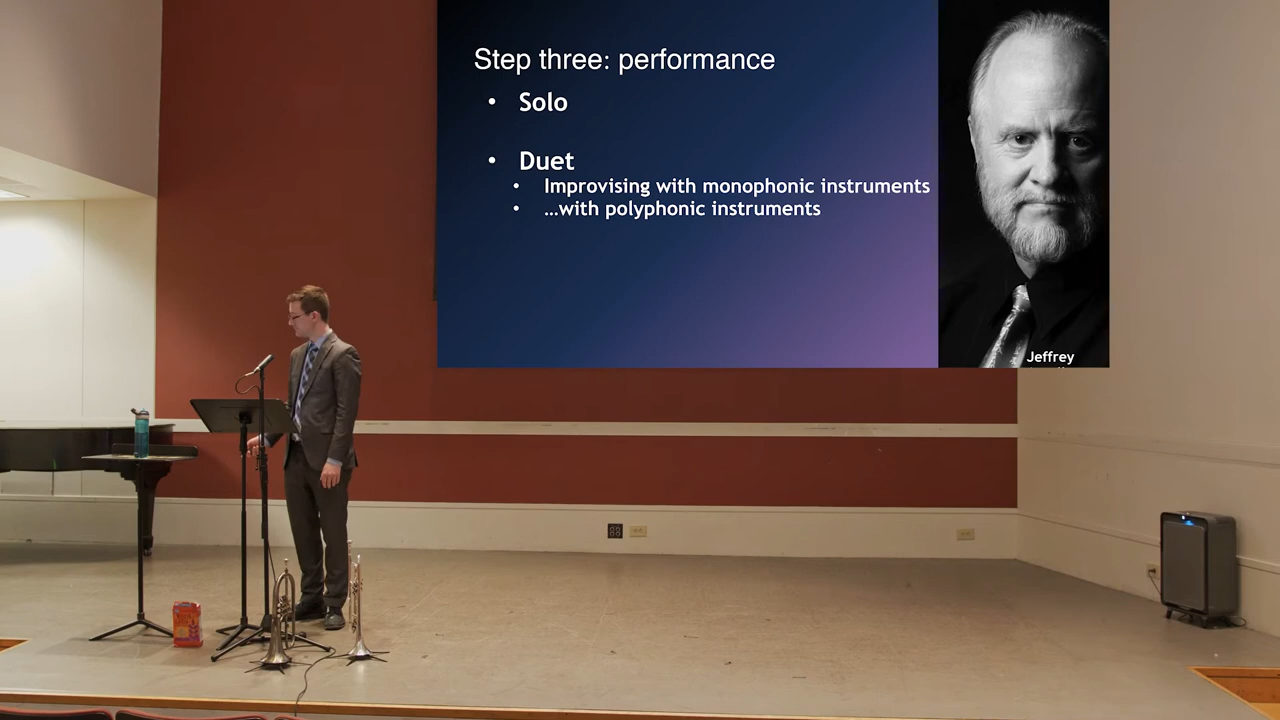 Step three: performance
• Solo
• Duet
• Improvising with monophonic instruments
• …with polyphonic instruments
Jeffrey